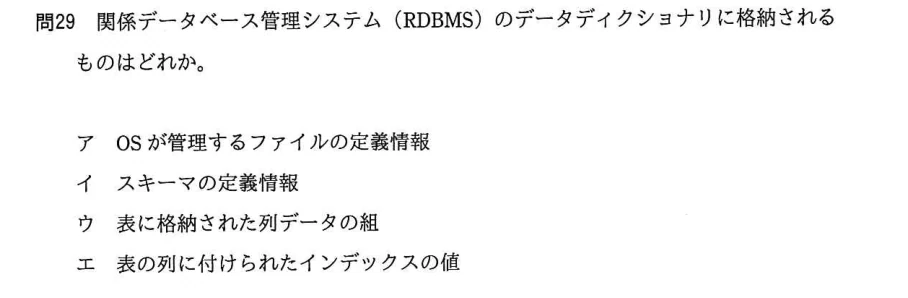 問29 関係データベース管理システム（RDBMS）のデータディクショナリに格納される
ものはどれか。
ア OSが管理するファイルの定義情報
イ スキーマの定義情報
ウ 表に格納された列データの組
エ 表の列に付けられたインデックスの値